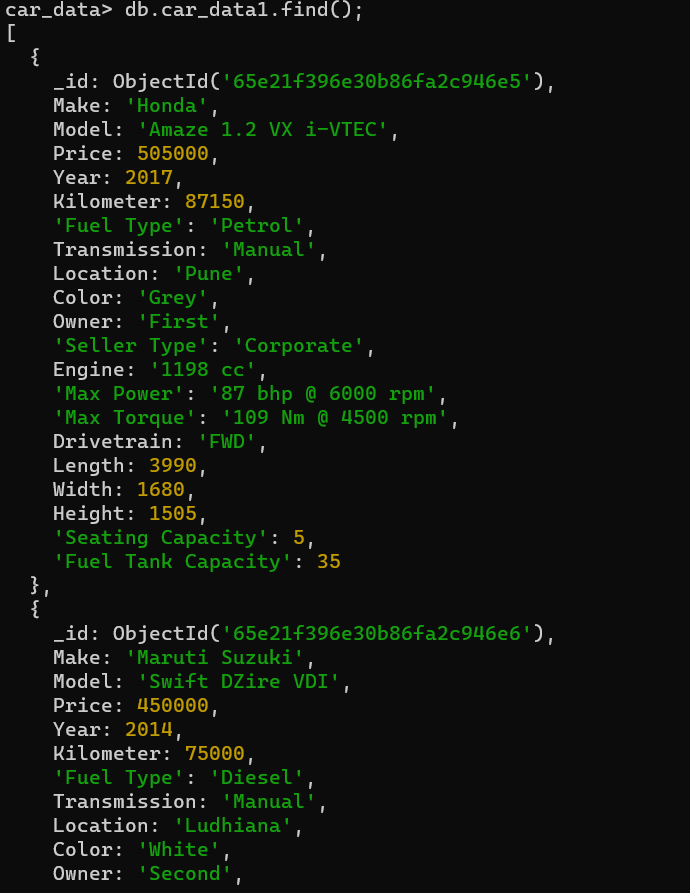 car_data> db.car_data1.find();
[
  {
    _id: ObjectId('65e21f396e30b86fa2c946e5'),
    Make: 'Honda',
    Model: 'Amaze 1.2 VX i-VTEC',
    Price: 505000,
    Year: 2017,
    Kilometer: 87150,
    'Fuel Type': 'Petrol',
    Transmission: 'Manual',
    Location: 'Pune',
    Color: 'Grey',
    Owner: 'First',
    'Seller Type': 'Corporate',
    Engine: '1198 cc',
    'Max Power': '87 bhp @ 6000 rpm',
    'Max Torque': '109 Nm @ 4500 rpm',
    Drivetrain: 'FWD',
    Length: 3990,
    Width: 1680,
    Height: 1505,
    'Seating Capacity': 5,
    'Fuel Tank Capacity': 35
  },
  {
    _id: ObjectId('65e21f396e30b86fa2c946e6'),
    Make: 'Maruti Suzuki',
    Model: 'Swift DZire VDI',
    Price: 450000,
    Year: 2014,
    Kilometer: 75000,
    'Fuel Type': 'Diesel',
    Transmission: 'Manual',
    Location: 'Ludhiana',
    Color: 'White',
    Owner: 'Second',